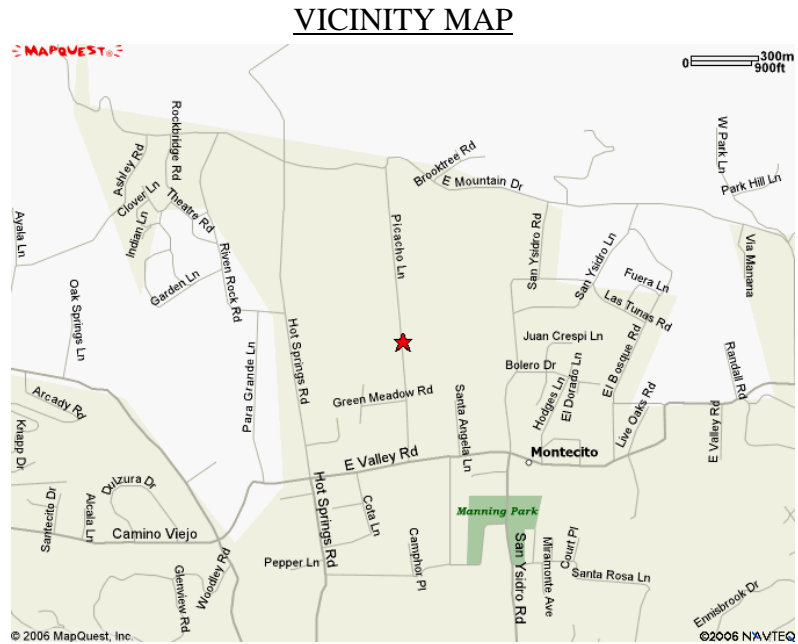 VICINITY MAP
MAPQUEST®
0 300m
900ft
Rockbridge Rd
Ashley Rd
Clover Ln
Theatre Rd
Indian Ln
Garden Ln
Riven Rock Rd
Ayala Ln
Oak Springs Ln
Para Grande Ln
Hot Springs Rd
Picacho Ln
Brooktree Rd
E Mountain Dr
W Park Ln
Park Hill Ln
San Ysidro Rd
San Ysidro Ln
Fuera Ln
Las Tunas Rd
Via Manana
Juan Crespi Ln
Bolero Dr
Hodges Ln
El Dorado Ln
El Bosque Rd
Live Oaks Rd
Randall Rd
E Valley Rd
Green Meadow Rd
Santa Angela Ln
E Valley Rd
Montecito
Arcady Rd
Knapp Dr
Dulzura Dr
Santecito Dr
Alcala Ln
Camino Viejo
Hot Springs Rd
Cota Ln
Camphor Pl
Pepper Ln
Woodley Rd
Glenview Rd
Manning Park
San Ysidro Rd
Miramonte Ave
Court Pl
Santa Rosa Ln
Ennisbrook Dr
© 2006 MapQuest, Inc.
©2006 NAVTEQ